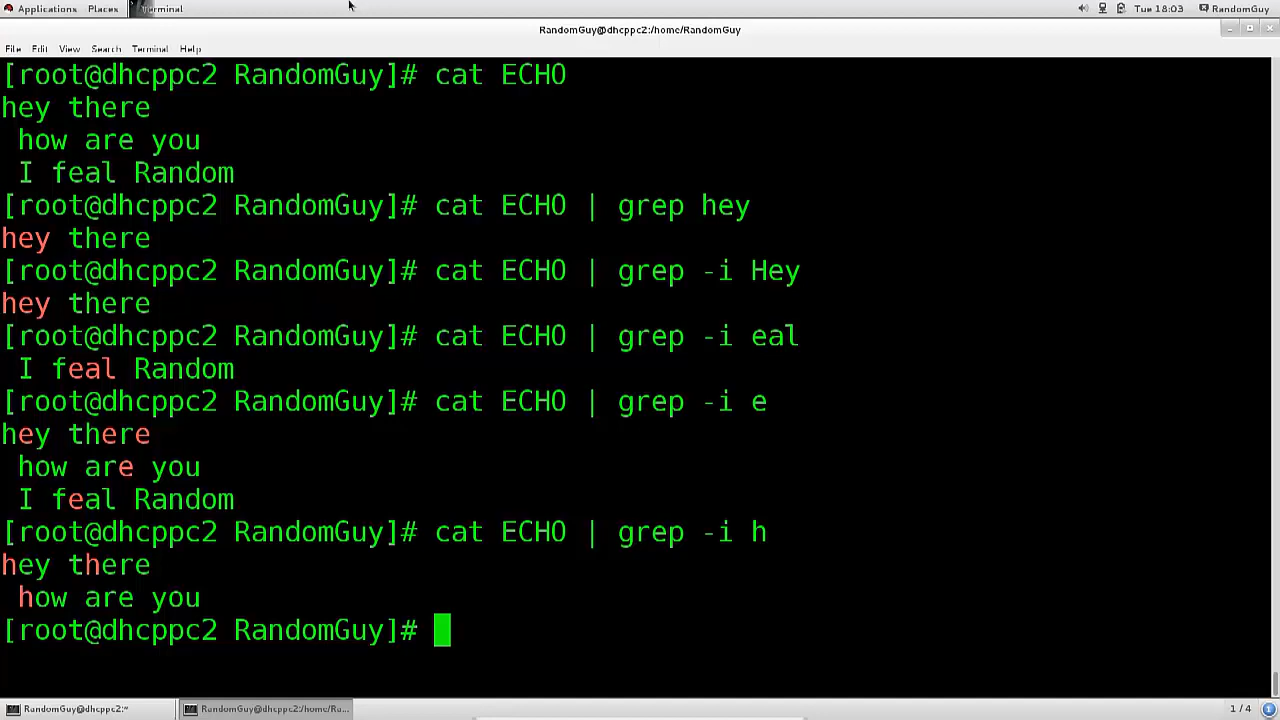 Applications Places Terminal Tue 18:03 RandomGuy
RandomGuy@dhcppc2:/home/RandomGuy
File Edit View Search Terminal Help
[root@dhcppc2 RandomGuy]# cat ECHO
hey there
 how are you
 I feal Random
[root@dhcppc2 RandomGuy]# cat ECHO | grep hey
hey there
[root@dhcppc2 RandomGuy]# cat ECHO | grep -i Hey
hey there
[root@dhcppc2 RandomGuy]# cat ECHO | grep -i eal
 I feal Random
[root@dhcppc2 RandomGuy]# cat ECHO | grep -i e
hey there
 how are you
 I feal Random
[root@dhcppc2 RandomGuy]# cat ECHO | grep -i h
hey there
 how are you
[root@dhcppc2 RandomGuy]#
RandomGuy@dhcppc2:~ RandomGuy@dhcppc2:/home/Ra... 1 / 4